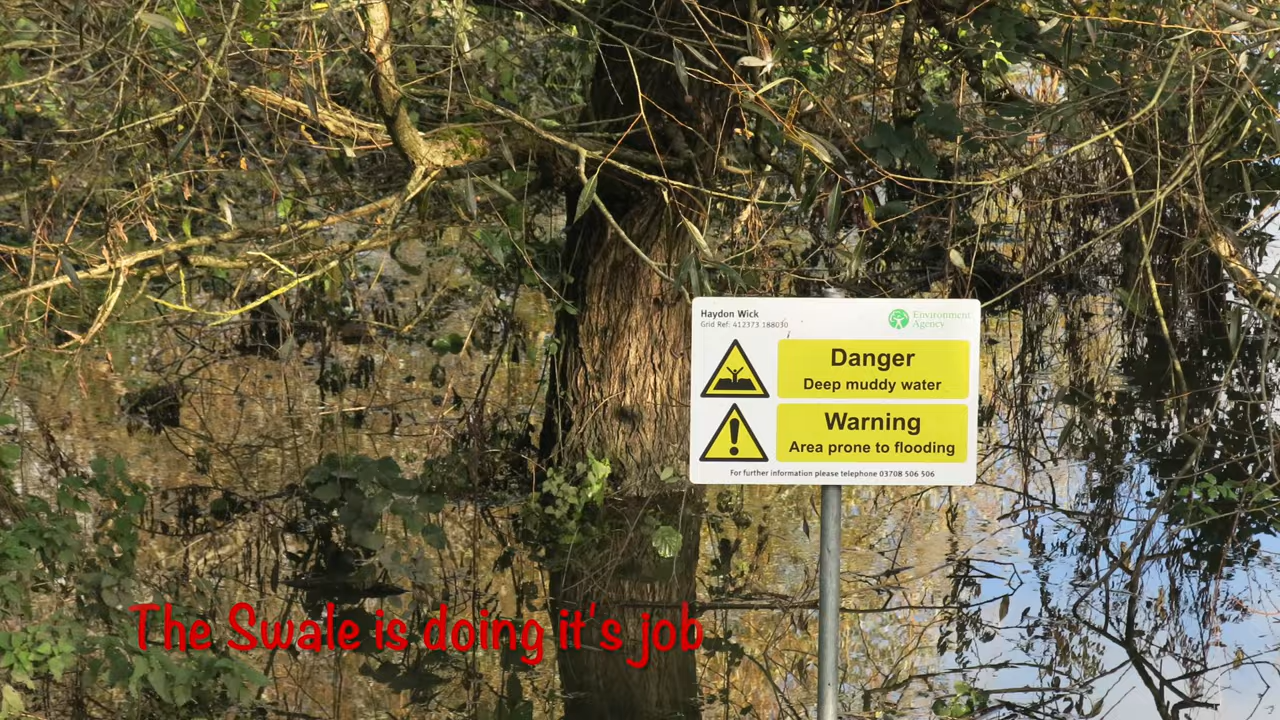 Haydon Wick
Grid Ref: 412373 188030
Environment
Agency
Danger
Deep muddy water
Warning
Area prone to flooding
For further information please telephone 03708 506 506
The Swale is doing it's job